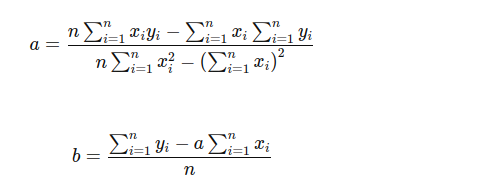 a = \frac{n \sum_{i=1}^{n} x_i y_i - \sum_{i=1}^{n} x_i \sum_{i=1}^{n} y_i}{n \sum_{i=1}^{n} x_i^2 - \left( \sum_{i=1}^{n} x_i \right)^2}
b = \frac{\sum_{i=1}^{n} y_i - a \sum_{i=1}^{n} x_i}{n}